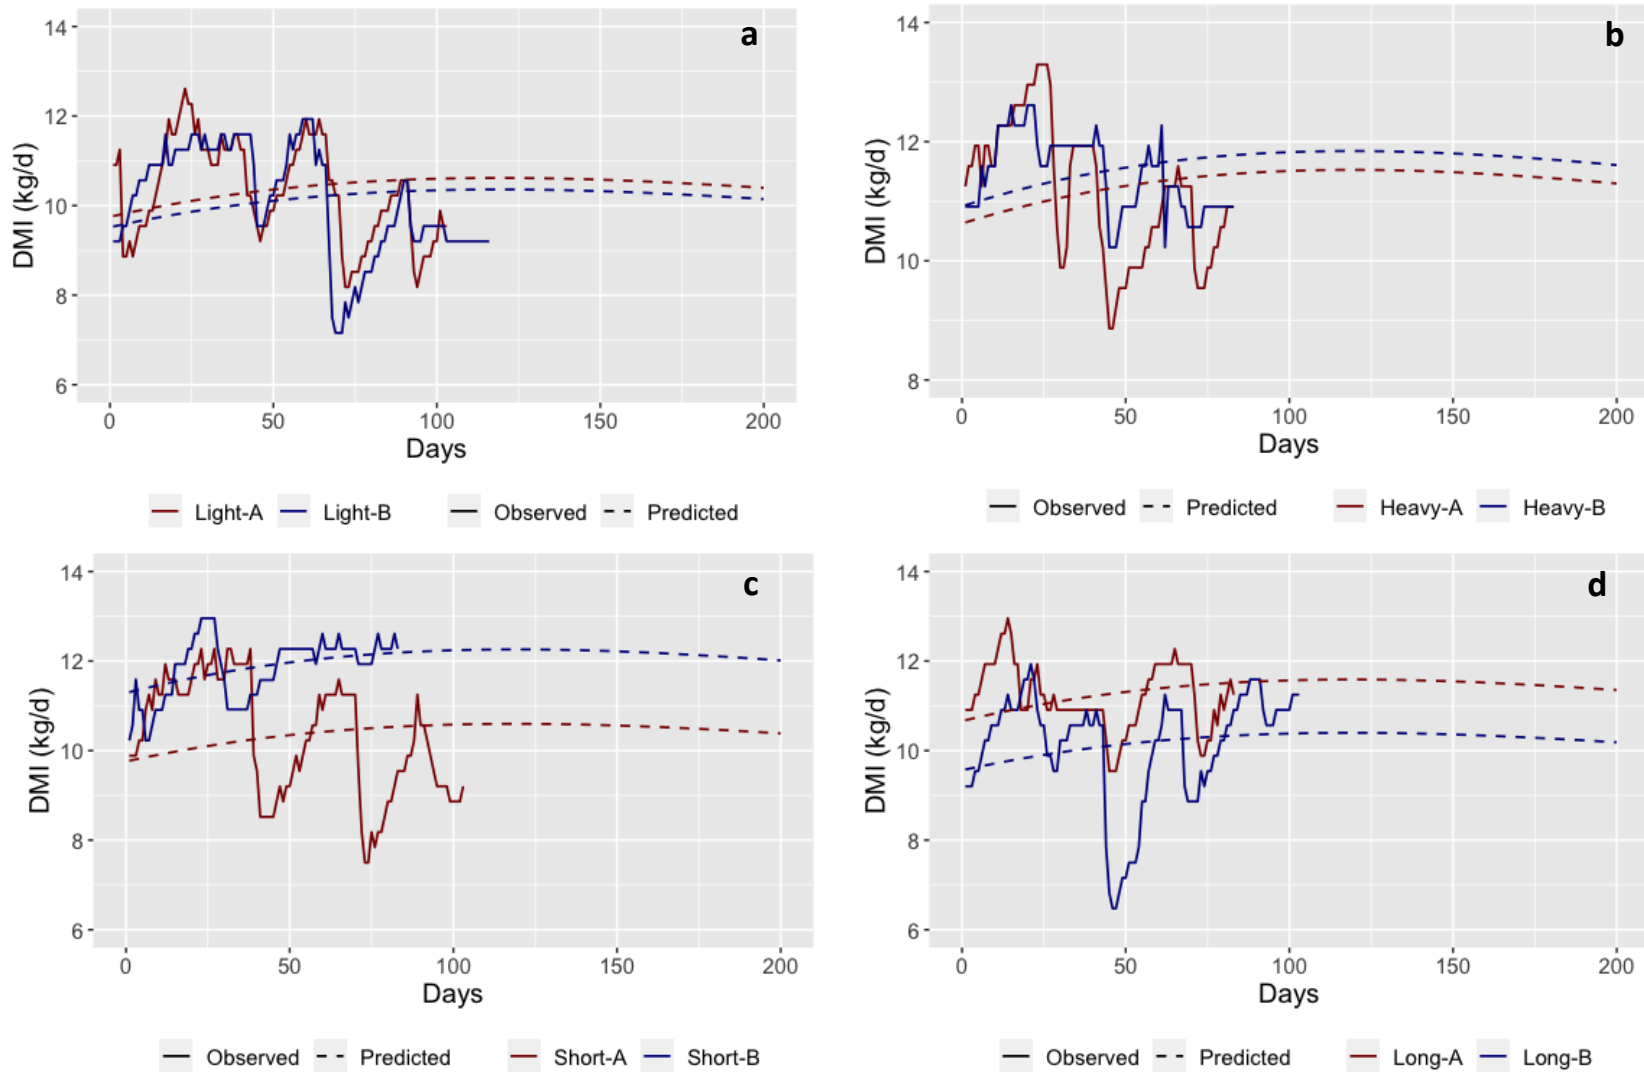 a
14
12
10
8
6
DMI (kg/d)
0 50 100 150 200
Days
Light-A Light-B Observed Predicted
b
14
12
10
8
DMI (kg/d)
0 50 100 150 200
Days
Observed Predicted Heavy-A Heavy-B
c
14
12
10
8
6
DMI (kg/d)
0 50 100 150 200
Days
Observed Predicted Short-A Short-B
d
14
12
10
8
6
DMI (kg/d)
0 50 100 150 200
Days
Observed Predicted Long-A Long-B